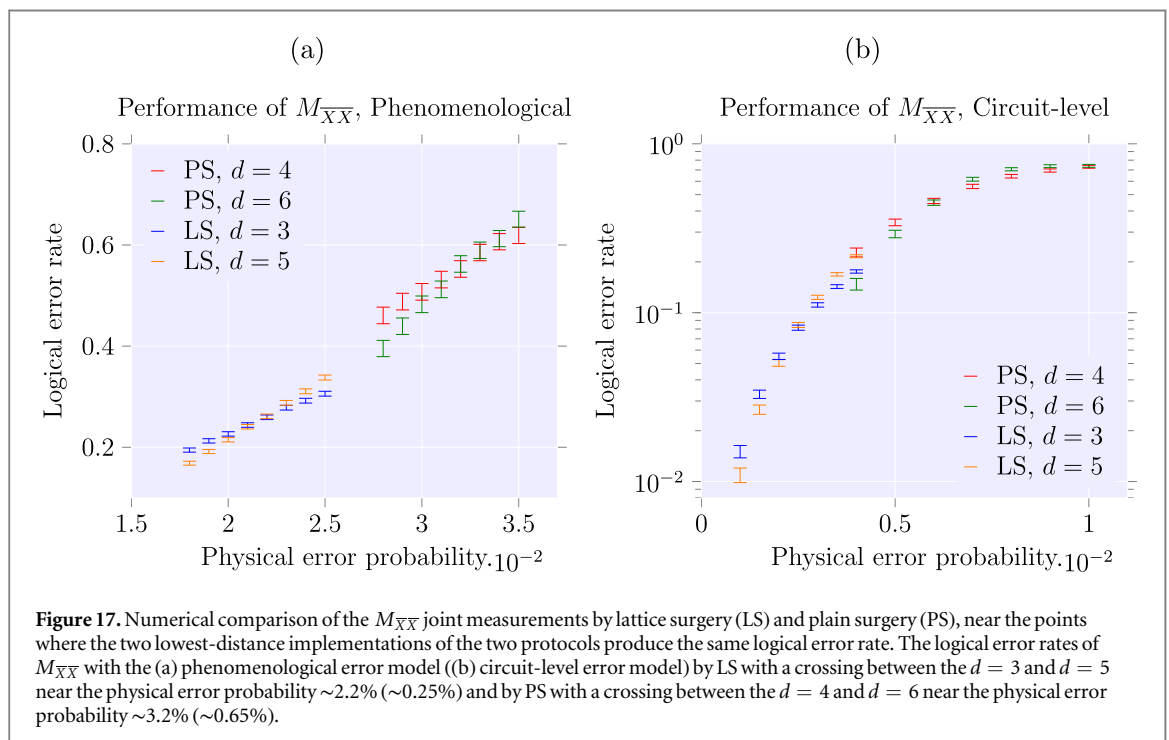 (a)
Performance of M_{\overline{XX}}, Phenomenological
0.8
0.6
0.4
0.2
Logical error rate
PS, d = 4
PS, d = 6
LS, d = 3
LS, d = 5
1.5 2 2.5 3 3.5
Physical error probability.10⁻²
(b)
Performance of M_{\overline{XX}}, Circuit-level
10⁰
10⁻¹
10⁻²
Logical error rate
PS, d = 4
PS, d = 6
LS, d = 3
LS, d = 5
0 0.5 1
Physical error probability.10⁻²
Figure 17. Numerical comparison of the M_{\overline{XX}} joint measurements by lattice surgery (LS) and plain surgery (PS), near the points
where the two lowest-distance implementations of the two protocols produce the same logical error rate. The logical error rates of
M_{\overline{XX}} with the (a) phenomenological error model ((b) circuit-level error model) by LS with a crossing between the d = 3 and d = 5
near the physical error probability ~2.2% (~0.25%) and by PS with a crossing between the d = 4 and d = 6 near the physical error
probability ~3.2% (~0.65%).